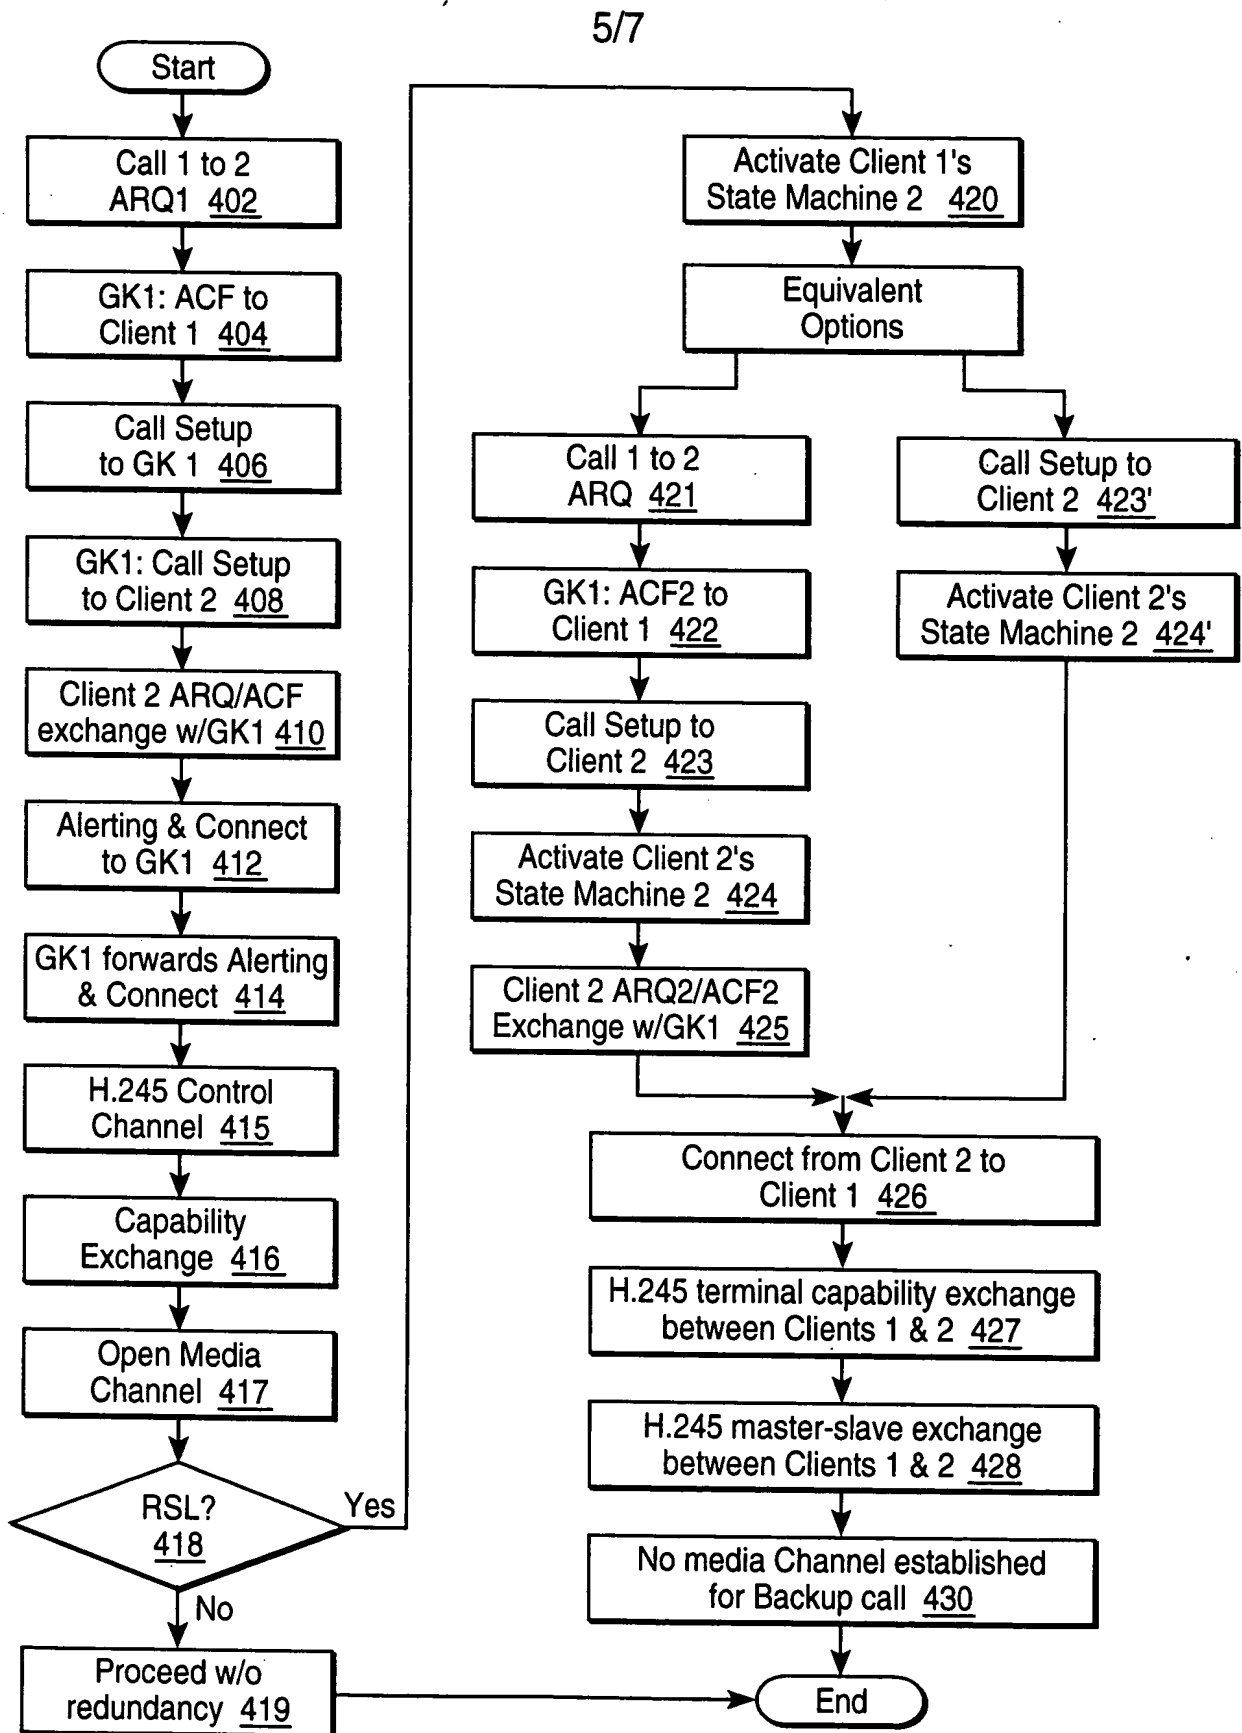 5/7
Start
Call 1 to 2
ARQ1 402
GK1: ACF to
Client 1 404
Call Setup
to GK 1 406
GK1: Call Setup
to Client 2 408
Client 2 ARQ/ACF
exchange w/GK1 410
Alerting & Connect
to GK1 412
GK1 forwards Alerting
& Connect 414
H.245 Control
Channel 415
Capability
Exchange 416
Open Media
Channel 417
RSL?
418
Yes
No
Proceed w/o
redundancy 419
Activate Client 1's
State Machine 2 420
Equivalent
Options
Call 1 to 2
ARQ 421
GK1: ACF2 to
Client 1 422
Call Setup to
Client 2 423
Activate Client 2's
State Machine 2 424
Client 2 ARQ2/ACF2
Exchange w/GK1 425
Call Setup to
Client 2 423'
Activate Client 2's
State Machine 2 424'
Connect from Client 2 to
Client 1 426
H.245 terminal capability exchange
between Clients 1 & 2 427
H.245 master-slave exchange
between Clients 1 & 2 428
No media Channel established
for Backup call 430
End